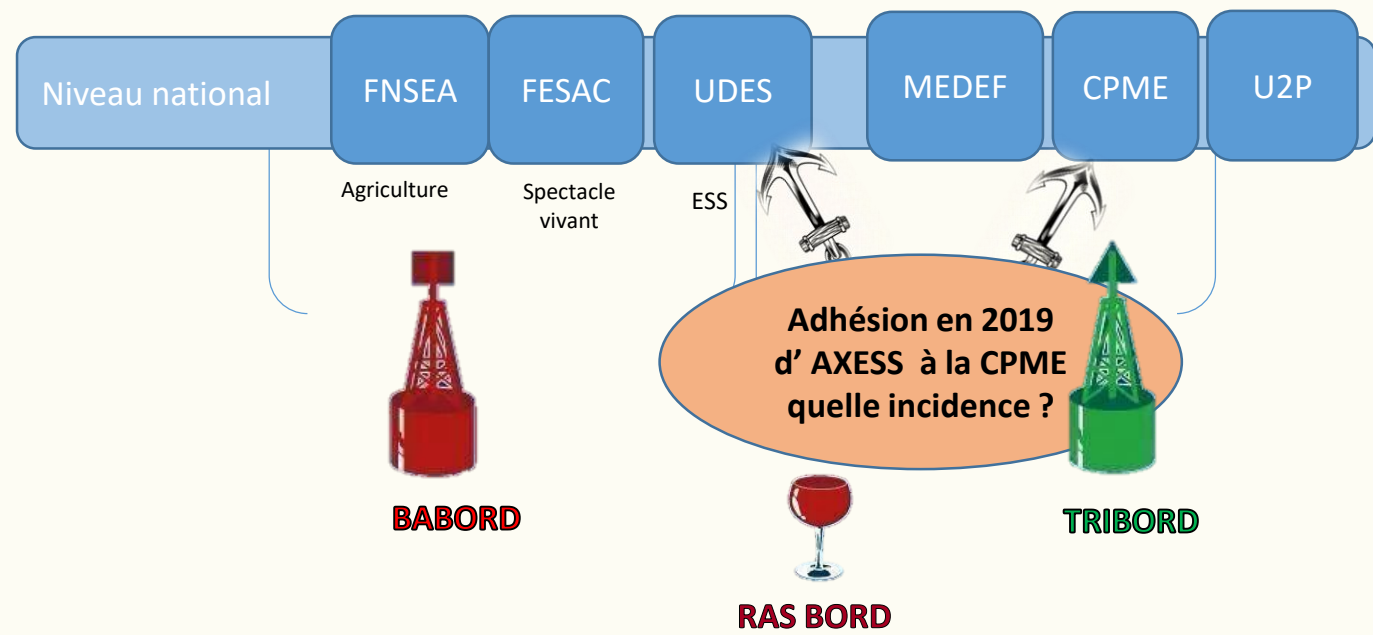 Niveau national
FNSEA
FESAC
UDES
MEDEF
CPME
U2P
Agriculture
Spectacle
vivant
ESS
Adhésion en 2019
d’ AXESS à la CPME
quelle incidence ?
BABORD
TRIBORD
RAS BORD